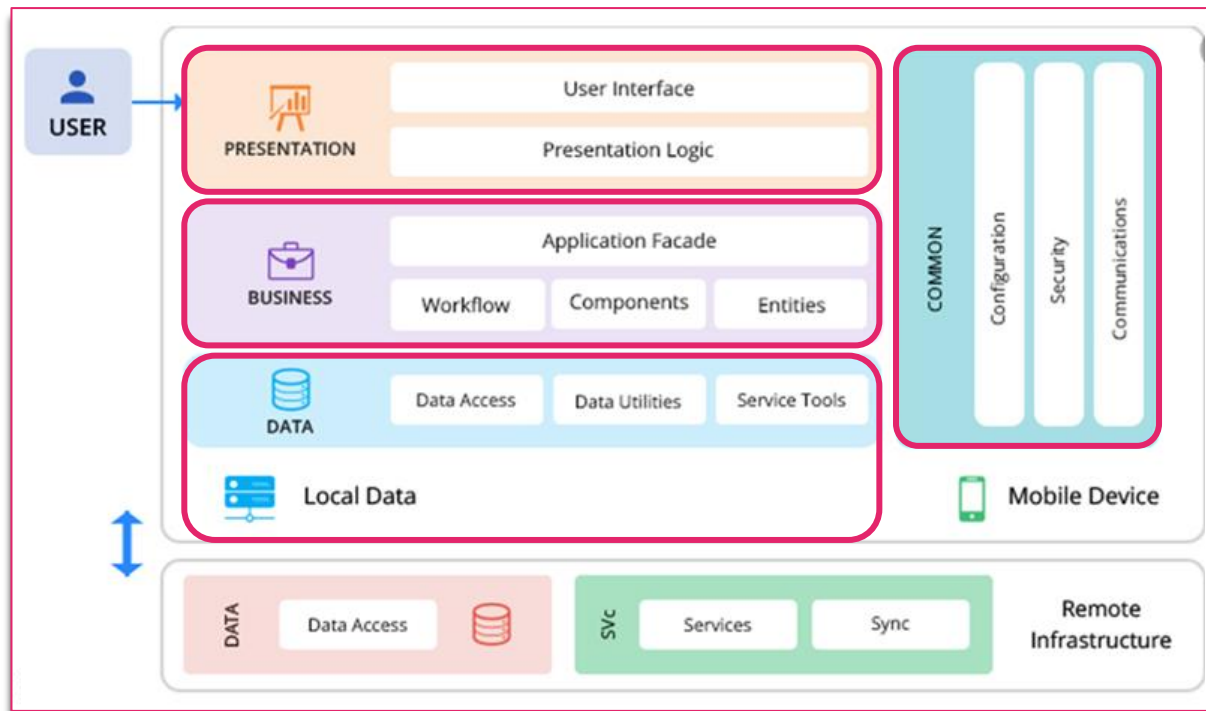 USER
PRESENTATION
User Interface
Presentation Logic
BUSINESS
Application Facade
Workflow
Components
Entities
DATA
Data Access
Data Utilities
Service Tools
Local Data
COMMON
Configuration
Security
Communications
Mobile Device
DATA
Data Access
SVc
Services
Sync
Remote
Infrastructure